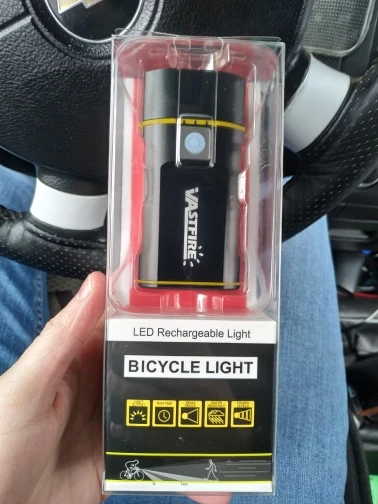 VASTFIRE
LED Rechargeable Light
BICYCLE LIGHT